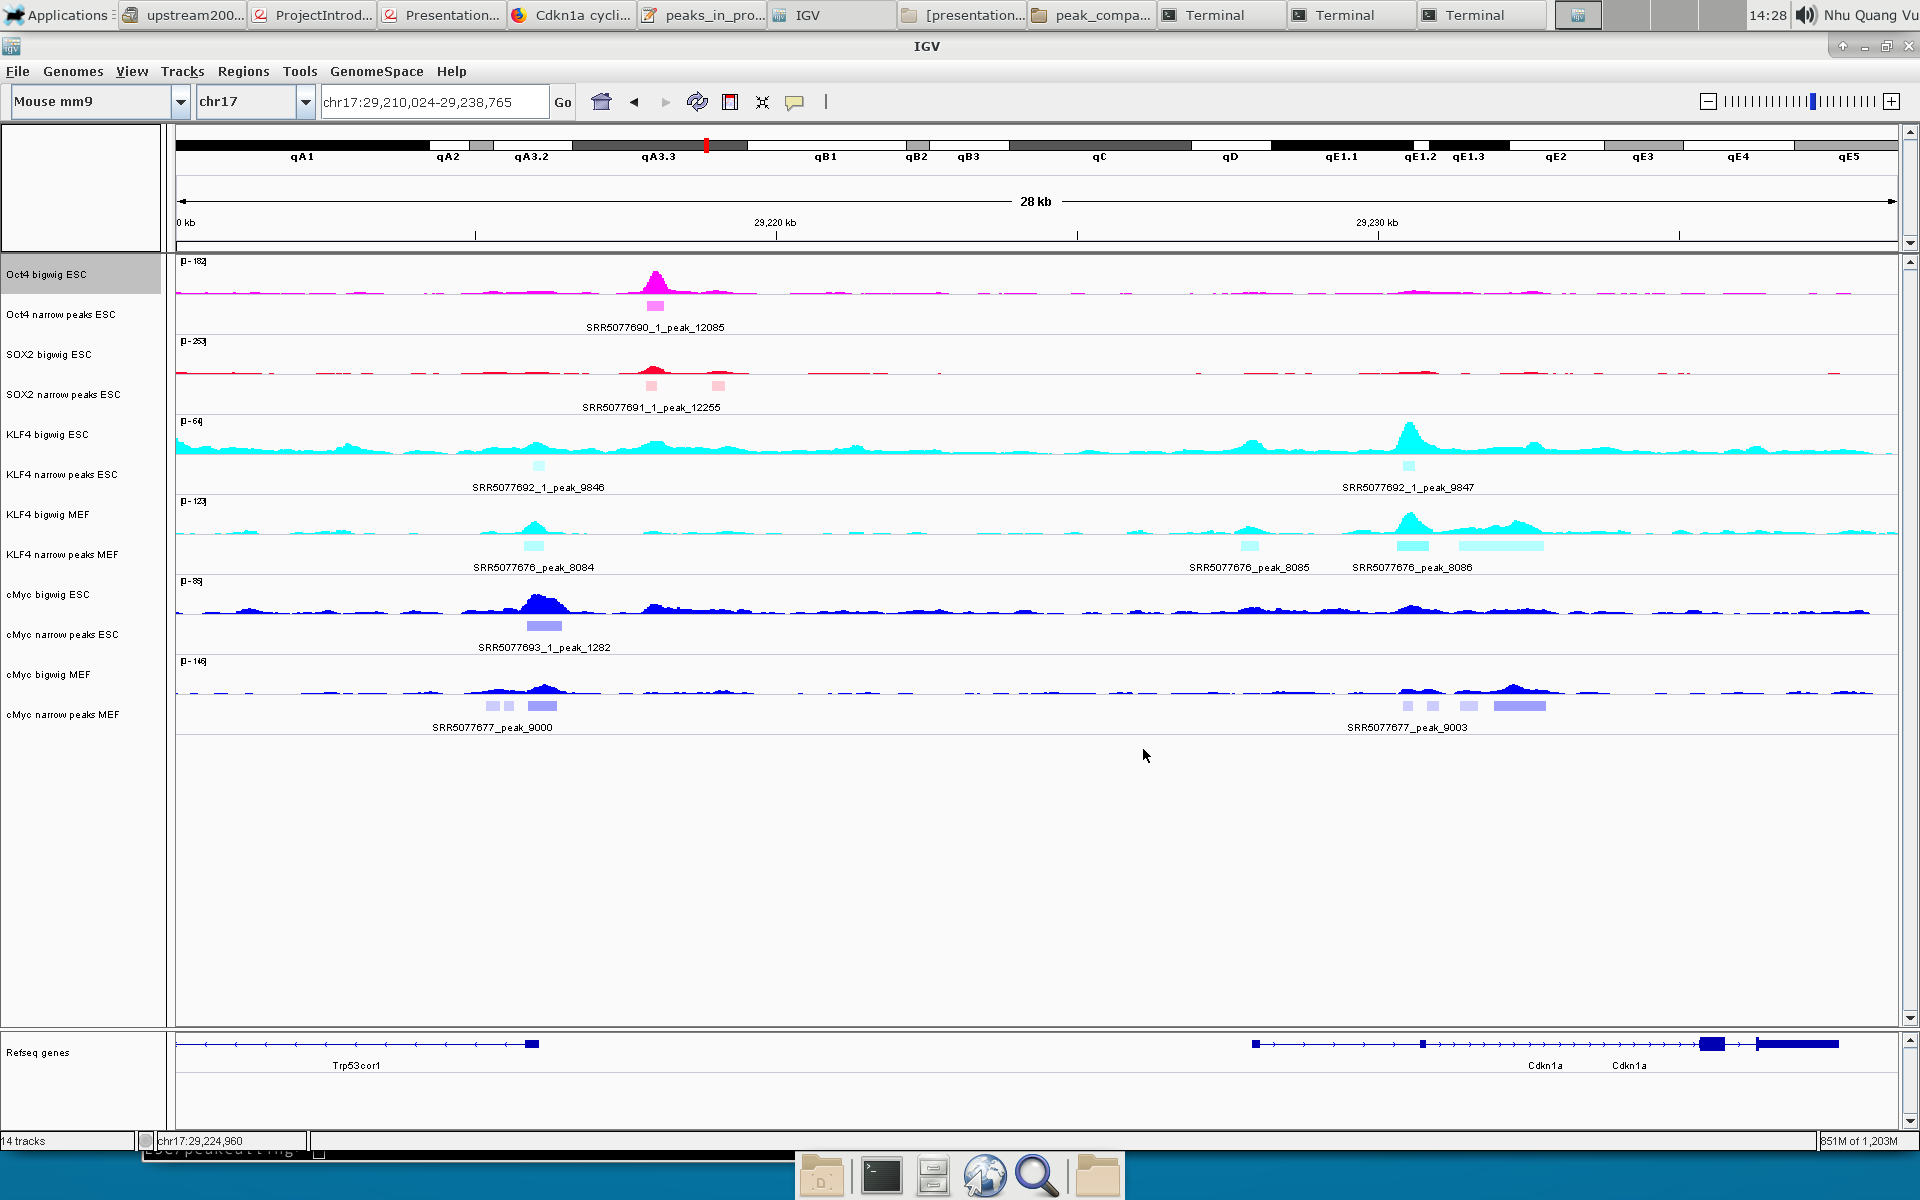 Applications upstream200... ProjectIntrod... Presentation... Cdkn1a cycli... peaks_in_pro... IGV [presentation... peak_compa... Terminal Terminal Terminal 14:28 Nhu Quang Vu
IGV
File Genomes View Tracks Regions Tools GenomeSpace Help
Mouse mm9 chr17 chr17:29,210,024-29,238,765 Go
qA1 qA2 qA3.2 qA3.3 qB1 qB2 qB3 qC qD qE1.1 qE1.2 qE1.3 qE2 qE3 qE4 qE5
28 kb
0 kb 29,220 kb 29,230 kb
[0-182]
Oct4 bigwig ESC
Oct4 narrow peaks ESC
SRR5077690_1_peak_12085
[0-253]
SOX2 bigwig ESC
SOX2 narrow peaks ESC
SRR5077691_1_peak_12255
[0-64]
KLF4 bigwig ESC
KLF4 narrow peaks ESC
SRR5077692_1_peak_9846 SRR5077692_1_peak_9847
[0-123]
KLF4 bigwig MEF
KLF4 narrow peaks MEF
SRR5077676_peak_8084 SRR5077676_peak_8085 SRR5077676_peak_8086
[0-85]
cMyc bigwig ESC
cMyc narrow peaks ESC
SRR5077693_1_peak_1282
[0-146]
cMyc bigwig MEF
cMyc narrow peaks MEF
SRR5077677_peak_9000 SRR5077677_peak_9003
Refseq genes
Trp53cor1 Cdkn1a Cdkn1a
14 tracks chr17:29,224,960 851M of 1,203M